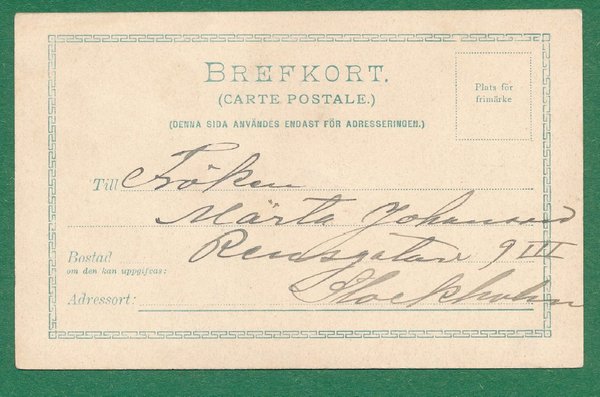 BREFKORT.
(CARTE POSTALE.)
(DENNA SIDA ANVÄNDES ENDAST FÖR ADRESSERINGEN.)
Plats för
frimärke
Till Fröken
Märta Johansson
Bostad Remsgatan 9 III
om den kan uppgifvas:
Adressort: Stockholm